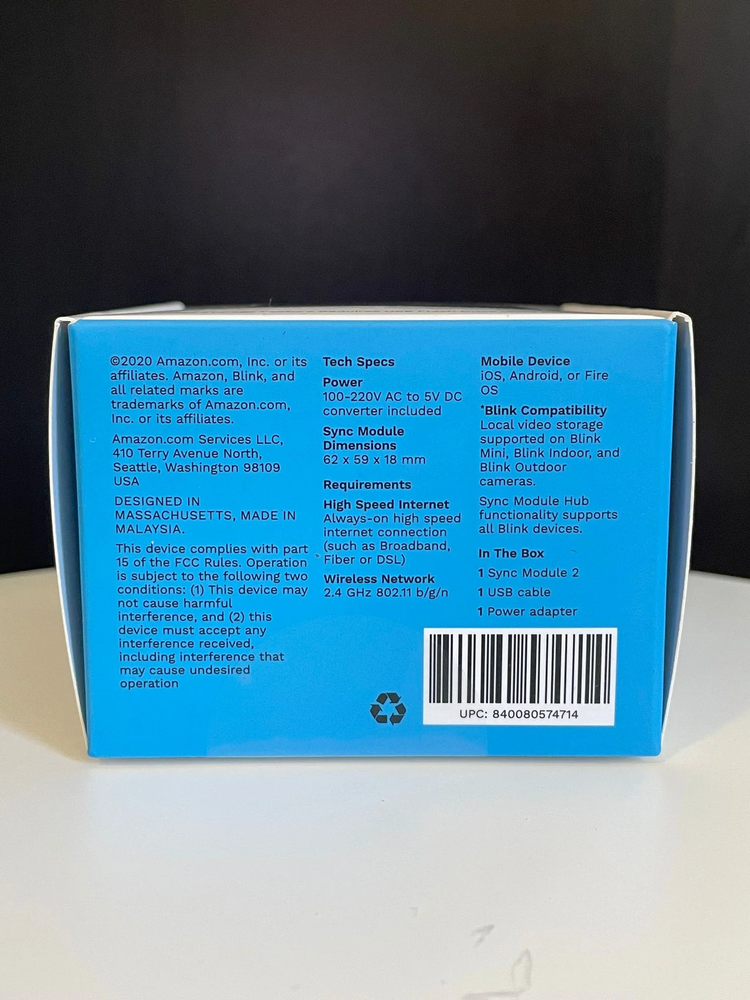 ©2020 Amazon.com, Inc. or its
affiliates. Amazon, Blink, and
all related marks are
trademarks of Amazon.com,
Inc. or its affiliates.
Amazon.com Services LLC,
410 Terry Avenue North,
Seattle, Washington 98109
USA
DESIGNED IN
MASSACHUSETTS, MADE IN
MALAYSIA.
This device complies with part
15 of the FCC Rules. Operation
is subject to the following two
conditions: (1) This device may
not cause harmful
interference, and (2) this
device must accept any
interference received,
including interference that
may cause undesired
operation
Tech Specs
Power
100-220V AC to 5V DC
converter included
Sync Module
Dimensions
62 x 59 x 18 mm
Requirements
High Speed Internet
Always-on high speed
internet connection
(such as Broadband,
Fiber or DSL)
Wireless Network
2.4 GHz 802.11 b/g/n
Mobile Device
iOS, Android, or Fire
OS
*Blink Compatibility
Local video storage
supported on Blink
Mini, Blink Indoor, and
Blink Outdoor
cameras.
Sync Module Hub
functionality supports
all Blink devices.
In The Box
1 Sync Module 2
1 USB cable
1 Power adapter
UPC: 840080574714